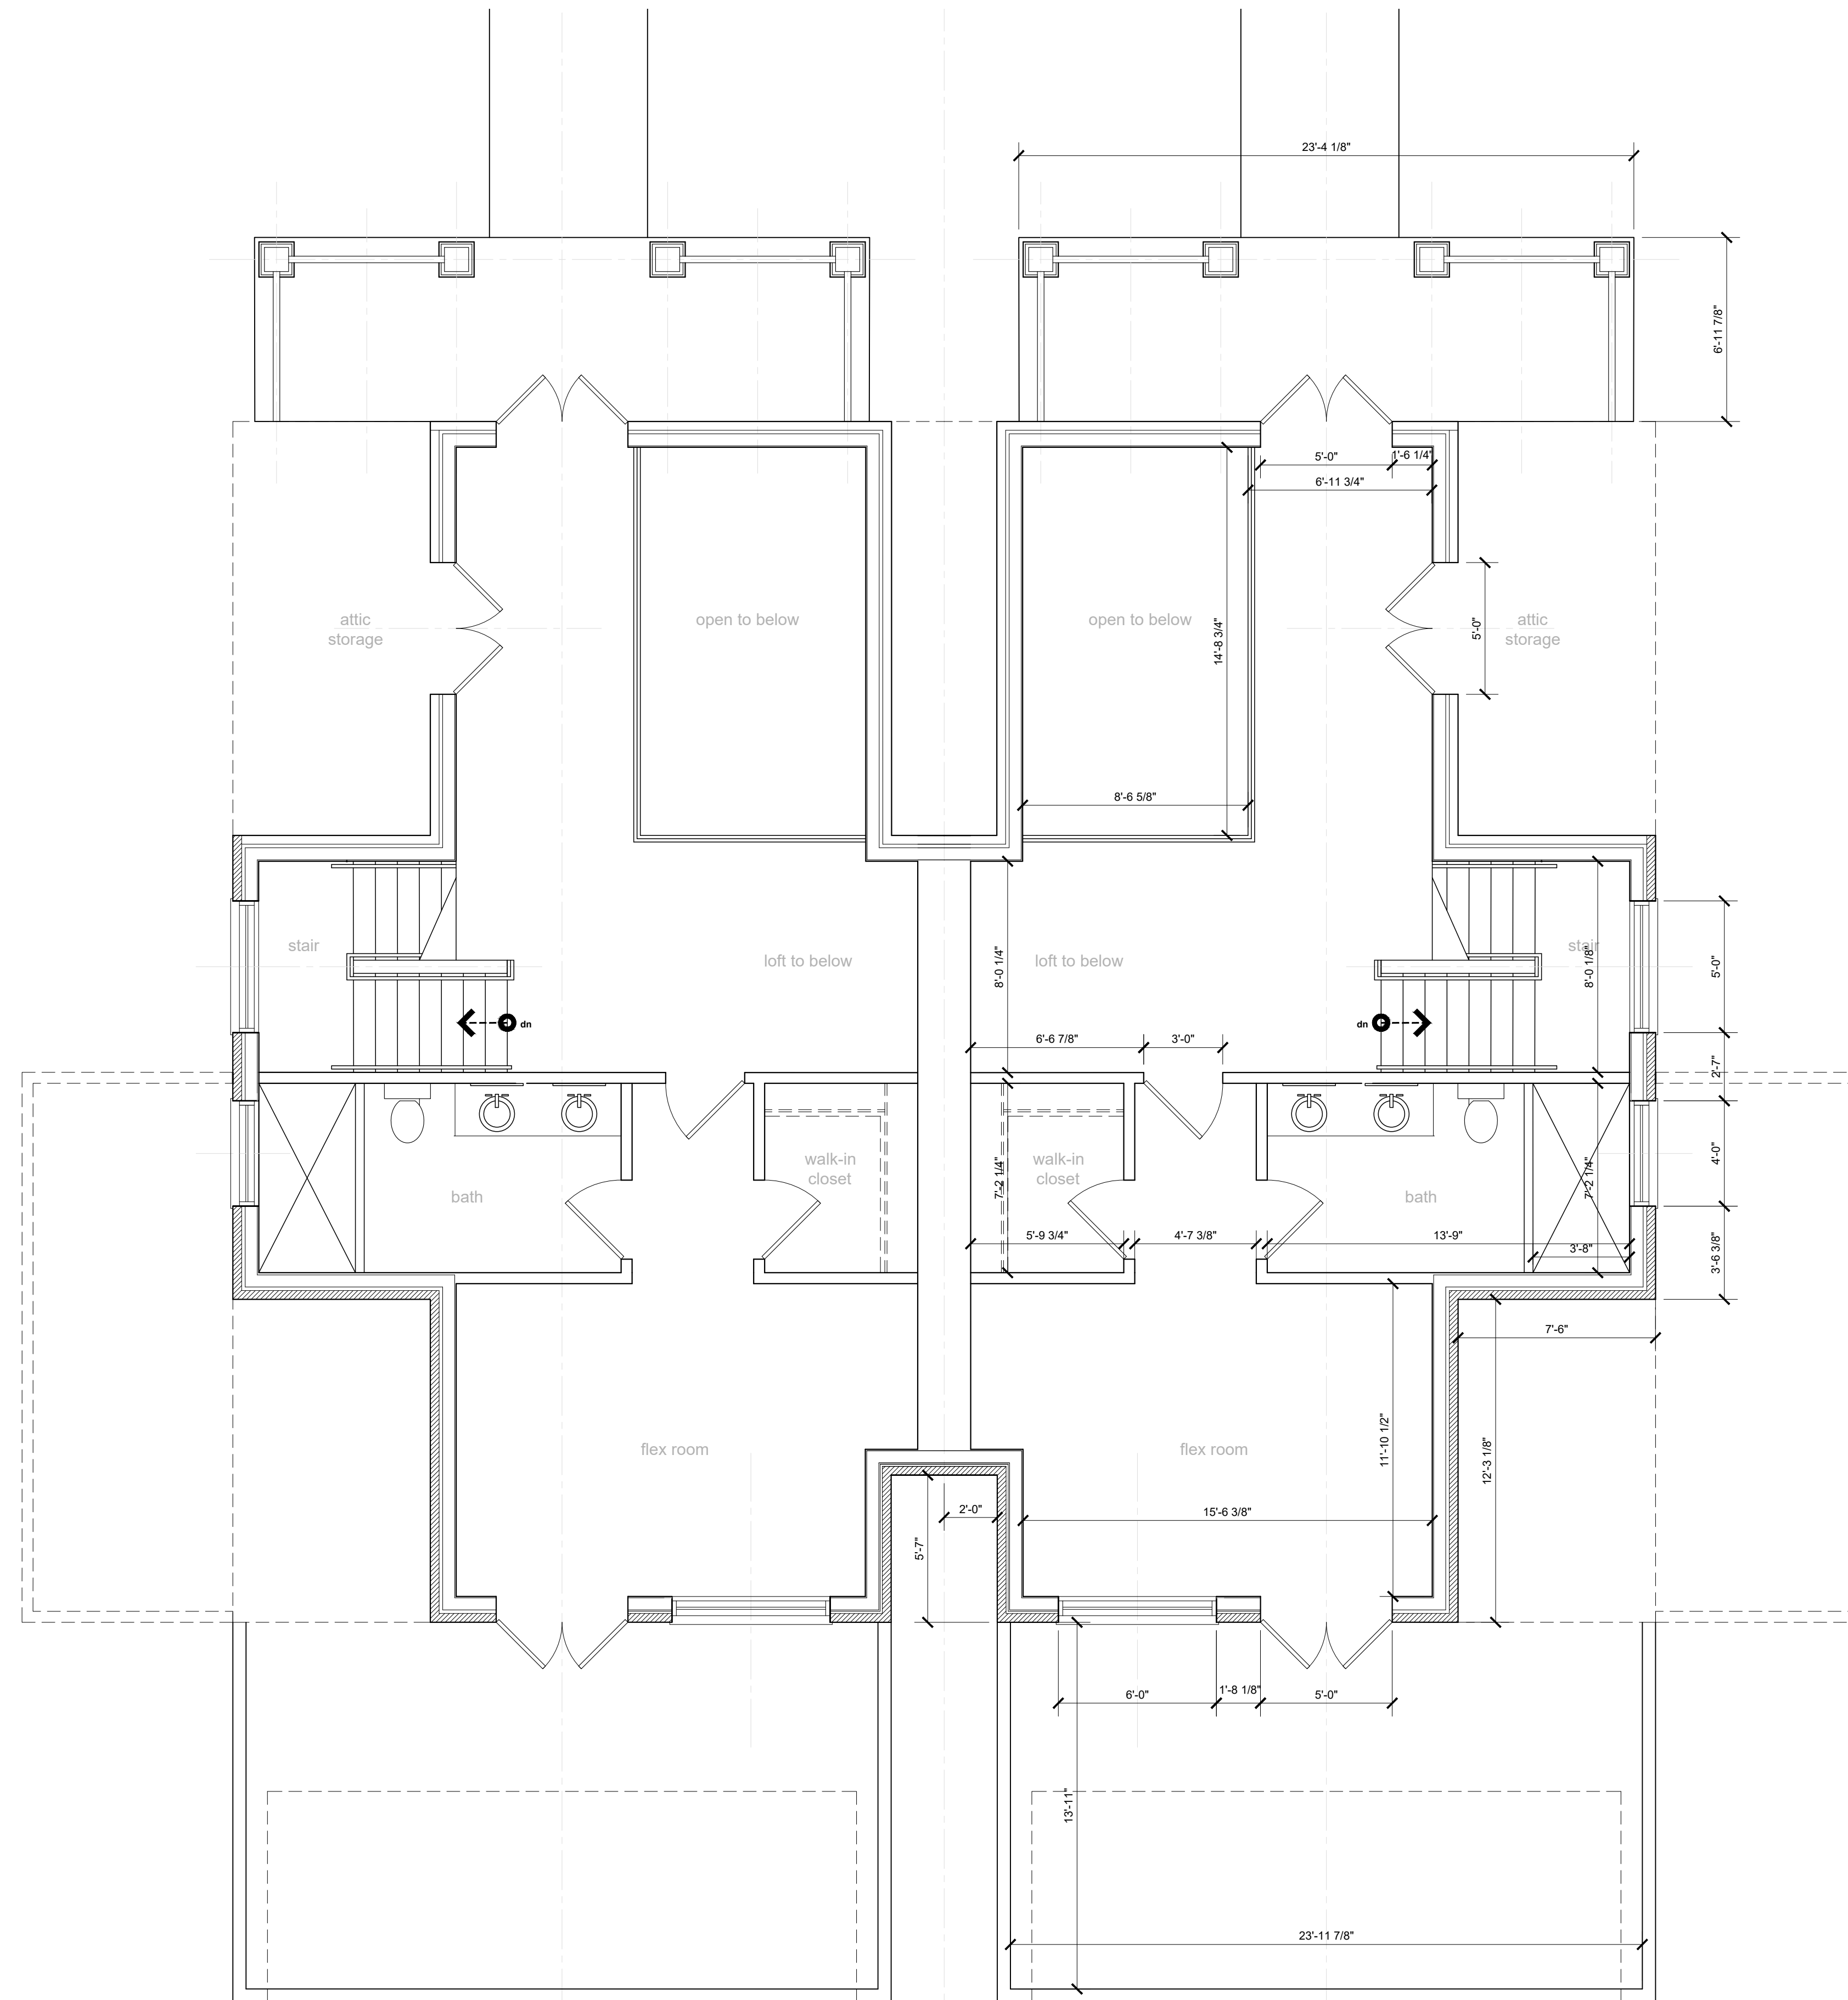 23'-4 1/8"
6'-11 7/8"
5'-0"
1'-6 1/4"
6'-11 3/4"
attic
storage
open to below
open to below
14'-8 3/4"
5'-0"
attic
storage
8'-6 5/8"
stair
loft to below
loft to below
8'-0 1/4"
stair
8'-0 1/8"
5'-0"
dn
dn
6'-6 7/8"
3'-0"
2'-7"
bath
walk-in
closet
walk-in
closet
7'-2 1/4"
bath
7'-2 1/4"
4'-0"
5'-9 3/4"
4'-7 3/8"
13'-9"
3'-8"
3'-6 3/8"
7'-6"
flex room
flex room
11'-10 1/2"
12'-3 1/8"
2'-0"
15'-6 3/8"
5'-7"
6'-0"
1'-8 1/8"
5'-0"
13'-11"
23'-11 7/8"